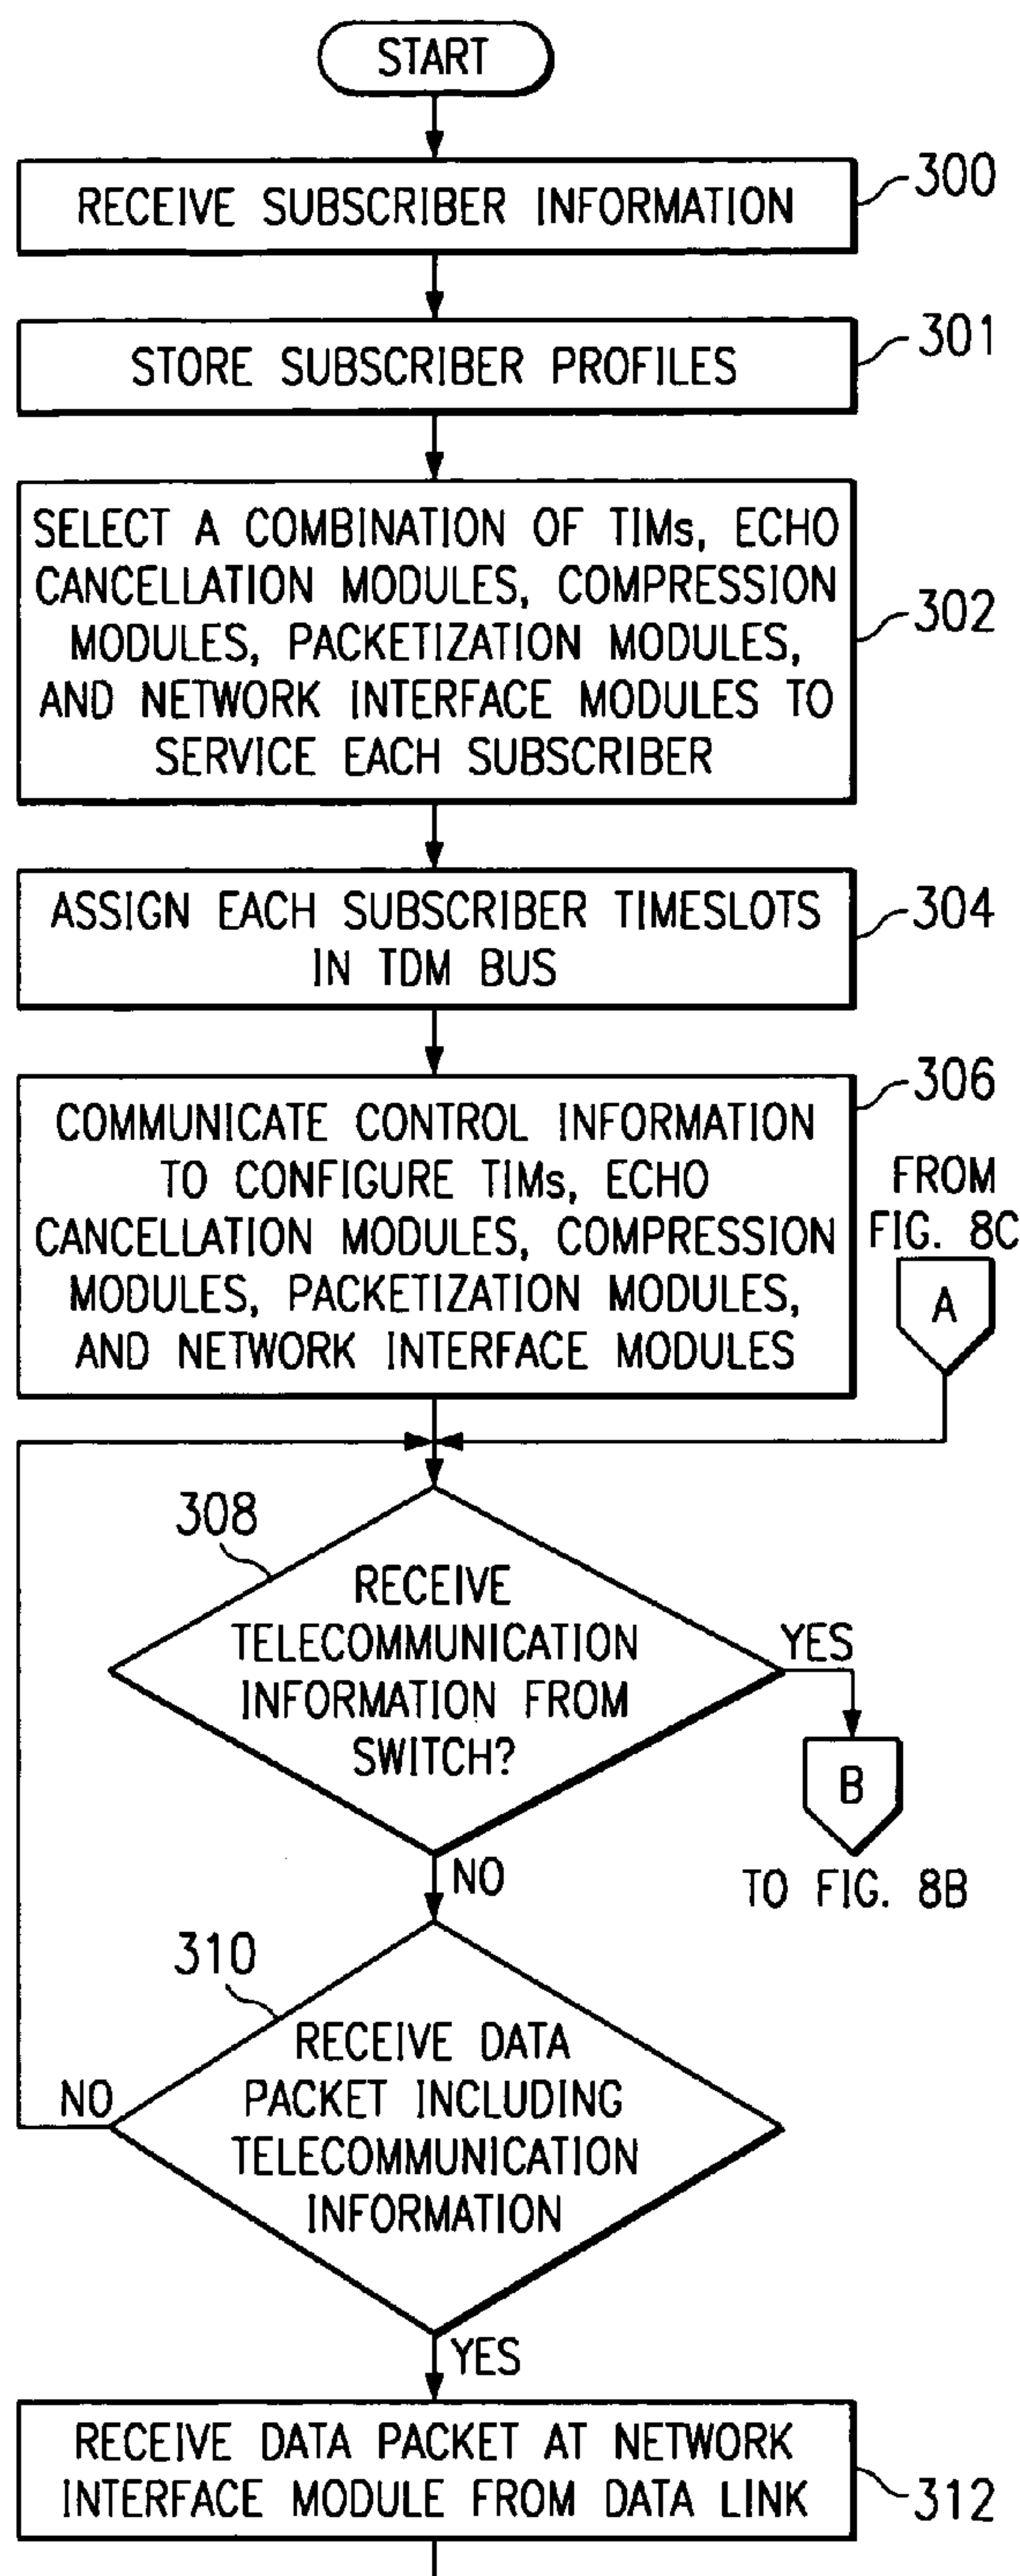 START
RECEIVE SUBSCRIBER INFORMATION
300
STORE SUBSCRIBER PROFILES
301
SELECT A COMBINATION OF TIMs, ECHO
CANCELLATION MODULES, COMPRESSION
MODULES, PACKETIZATION MODULES,
AND NETWORK INTERFACE MODULES TO
SERVICE EACH SUBSCRIBER
302
ASSIGN EACH SUBSCRIBER TIMESLOTS
IN TDM BUS
304
COMMUNICATE CONTROL INFORMATION
TO CONFIGURE TIMs, ECHO
CANCELLATION MODULES, COMPRESSION
MODULES, PACKETIZATION MODULES,
AND NETWORK INTERFACE MODULES
306
FROM
FIG. 8C
A
308
RECEIVE
TELECOMMUNICATION
INFORMATION FROM
SWITCH?
YES
B
TO FIG. 8B
NO
310
RECEIVE DATA
PACKET INCLUDING
TELECOMMUNICATION
INFORMATION
NO
YES
RECEIVE DATA PACKET AT NETWORK
INTERFACE MODULE FROM DATA LINK
312